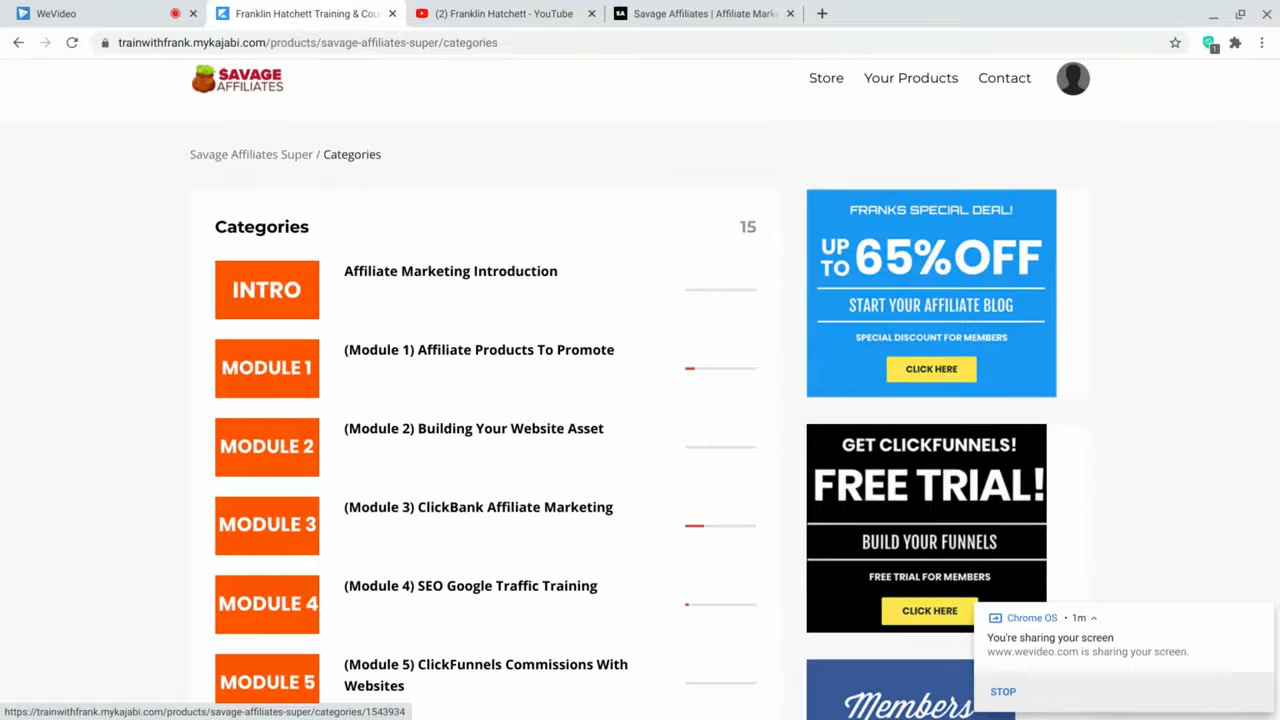 WeVideo
Franklin Hatchett Training & Cou
(2) Franklin Hatchett - YouTube
SA
Savage Affiliates | Affiliate Mark
trainwithfrank.mykajabi.com/products/savage-affiliates-super/categories
1
SAVAGE
AFFILIATES
Store
Your Products
Contact
Savage Affiliates Super / Categories
Categories
15
INTRO
Affiliate Marketing Introduction
MODULE 1
(Module 1) Affiliate Products To Promote
MODULE 2
(Module 2) Building Your Website Asset
MODULE 3
(Module 3) ClickBank Affiliate Marketing
MODULE 4
(Module 4) SEO Google Traffic Training
MODULE 5
(Module 5) ClickFunnels Commissions With
Websites
FRANKS SPECIAL DEAL!
UP TO 65% OFF
START YOUR AFFILIATE BLOG
SPECIAL DISCOUNT FOR MEMBERS
CLICK HERE
GET CLICKFUNNELS!
FREE TRIAL!
BUILD YOUR FUNNELS
FREE TRIAL FOR MEMBERS
CLICK HERE
Members
Chrome OS • 1m
You're sharing your screen
www.wevideo.com is sharing your screen.
STOP
https://trainwithfrank.mykajabi.com/products/savage-affiliates-super/categories/1543934